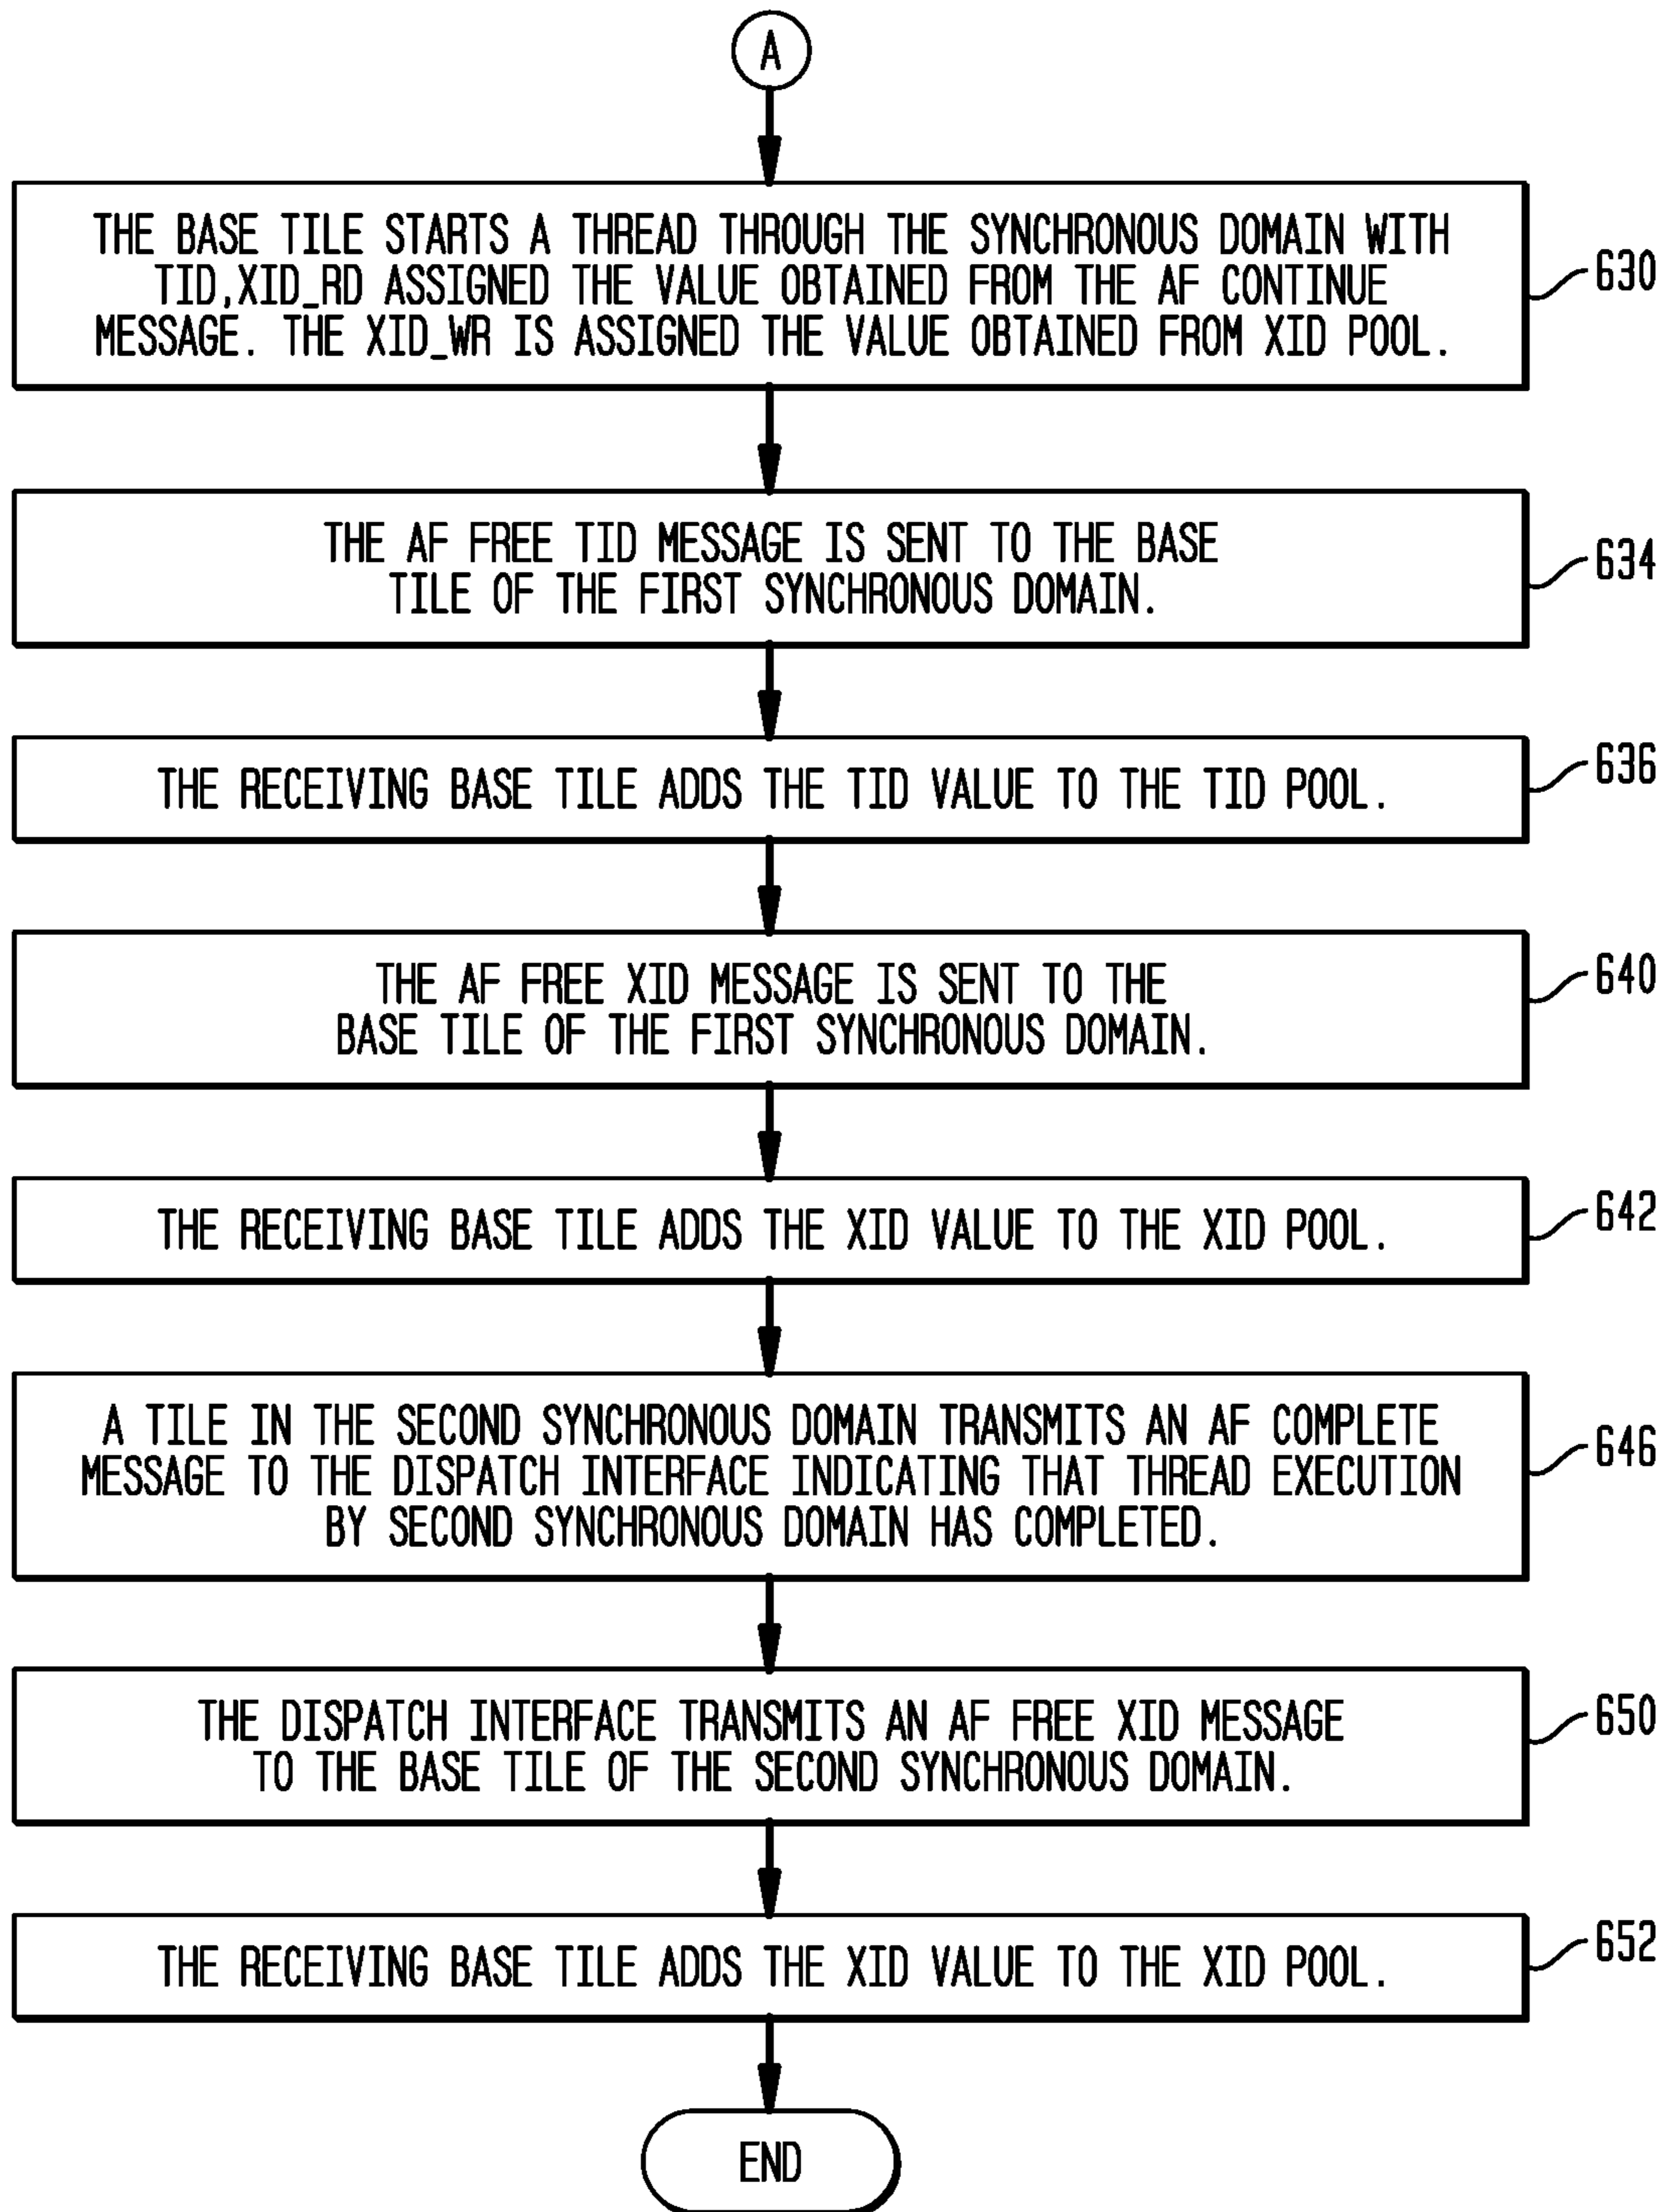 A
THE BASE TILE STARTS A THREAD THROUGH THE SYNCHRONOUS DOMAIN WITH
TID,XID_RD ASSIGNED THE VALUE OBTAINED FROM THE AF CONTINUE
MESSAGE. THE XID_WR IS ASSIGNED THE VALUE OBTAINED FROM XID POOL.
630
THE AF FREE TID MESSAGE IS SENT TO THE BASE
TILE OF THE FIRST SYNCHRONOUS DOMAIN.
634
THE RECEIVING BASE TILE ADDS THE TID VALUE TO THE TID POOL.
636
THE AF FREE XID MESSAGE IS SENT TO THE
BASE TILE OF THE FIRST SYNCHRONOUS DOMAIN.
640
THE RECEIVING BASE TILE ADDS THE XID VALUE TO THE XID POOL.
642
A TILE IN THE SECOND SYNCHRONOUS DOMAIN TRANSMITS AN AF COMPLETE
MESSAGE TO THE DISPATCH INTERFACE INDICATING THAT THREAD EXECUTION
BY SECOND SYNCHRONOUS DOMAIN HAS COMPLETED.
646
THE DISPATCH INTERFACE TRANSMITS AN AF FREE XID MESSAGE
TO THE BASE TILE OF THE SECOND SYNCHRONOUS DOMAIN.
650
THE RECEIVING BASE TILE ADDS THE XID VALUE TO THE XID POOL.
652
END